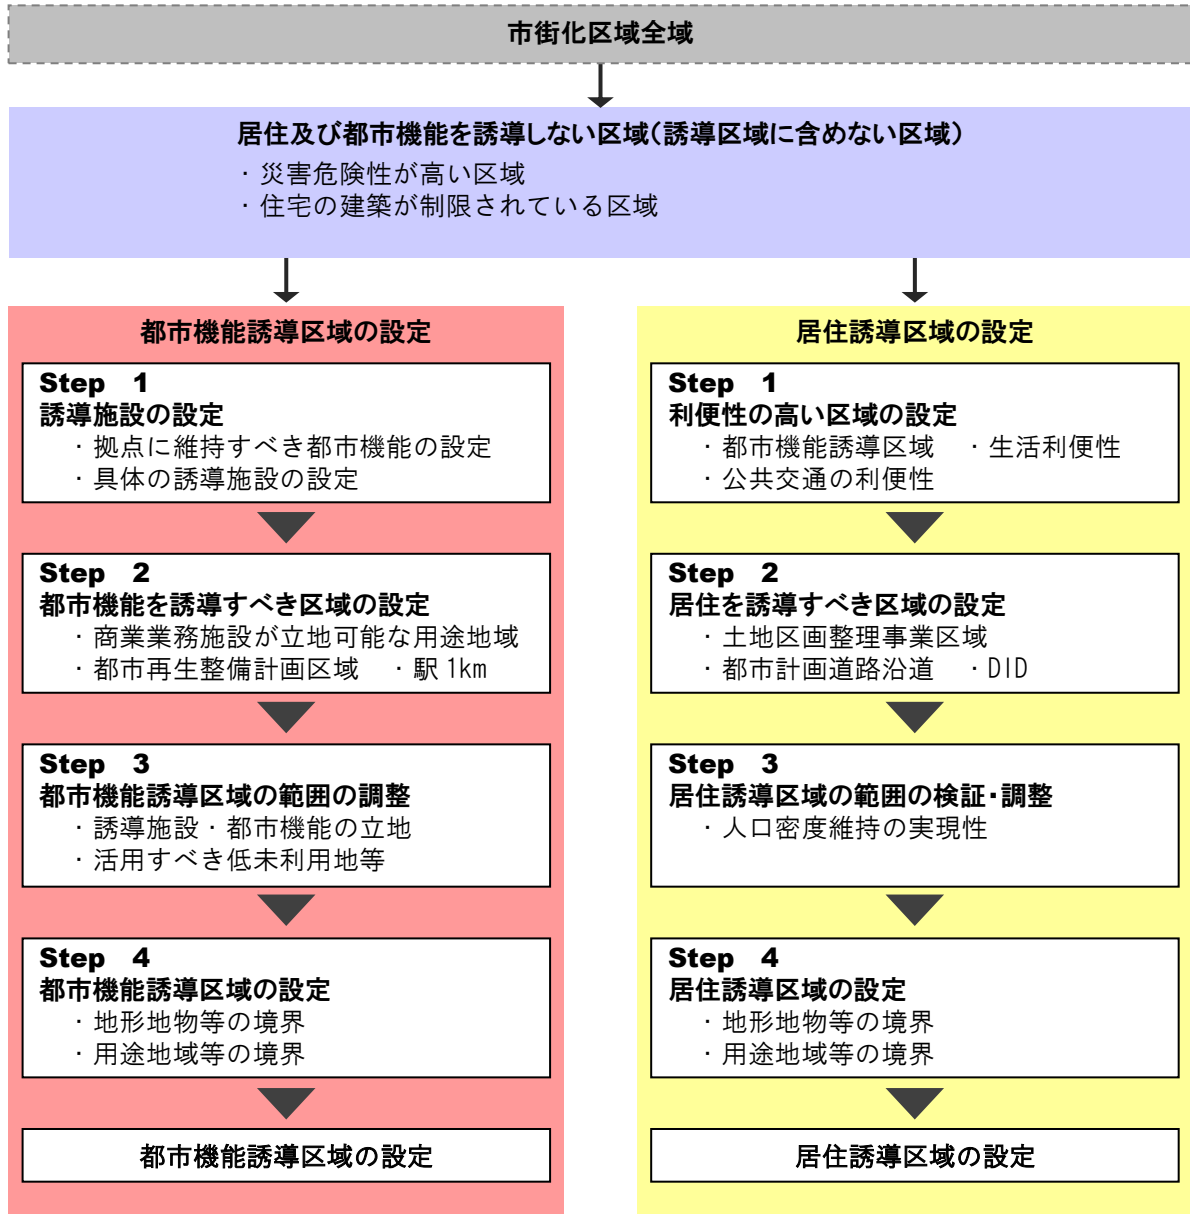 市街化区域全域
居住及び都市機能を誘導しない区域(誘導区域に含めない区域)
・災害危険性が高い区域
・住宅の建築が制限されている区域
都市機能誘導区域の設定
Step 1
誘導施設の設定
・拠点に維持すべき都市機能の設定
・具体の誘導施設の設定
Step 2
都市機能を誘導すべき区域の設定
・商業業務施設が立地可能な用途地域
・都市再生整備計画区域 ・駅1km
Step 3
都市機能誘導区域の範囲の調整
・誘導施設・都市機能の立地
・活用すべき低未利用地等
Step 4
都市機能誘導区域の設定
・地形地物等の境界
・用途地域等の境界
都市機能誘導区域の設定
居住誘導区域の設定
Step 1
利便性の高い区域の設定
・都市機能誘導区域 ・生活利便性
・公共交通の利便性
Step 2
居住を誘導すべき区域の設定
・土地区画整理事業区域
・都市計画道路沿道 ・DID
Step 3
居住誘導区域の範囲の検証・調整
・人口密度維持の実現性
Step 4
居住誘導区域の設定
・地形地物等の境界
・用途地域等の境界
居住誘導区域の設定